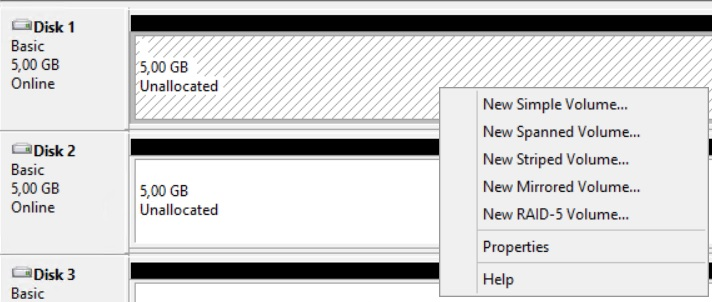 Disk 1
Basic
5,00 GB
Online
5,00 GB
Unallocated
New Simple Volume...
New Spanned Volume...
New Striped Volume...
New Mirrored Volume...
New RAID-5 Volume...
Properties
Help
Disk 2
Basic
5,00 GB
Online
5,00 GB
Unallocated
Disk 3
Basic